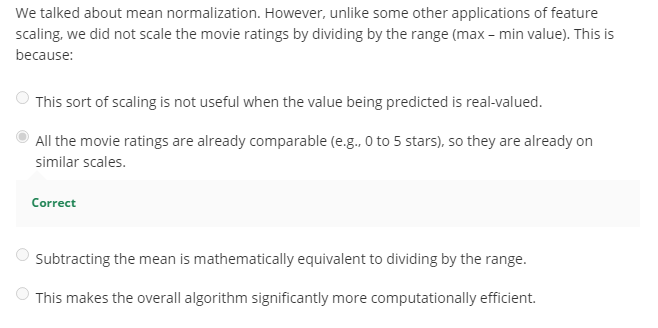 We talked about mean normalization. However, unlike some other applications of feature
scaling, we did not scale the movie ratings by dividing by the range (max – min value). This is
because:
This sort of scaling is not useful when the value being predicted is real-valued.
All the movie ratings are already comparable (e.g., 0 to 5 stars), so they are already on
similar scales.
Correct
Subtracting the mean is mathematically equivalent to dividing by the range.
This makes the overall algorithm significantly more computationally efficient.